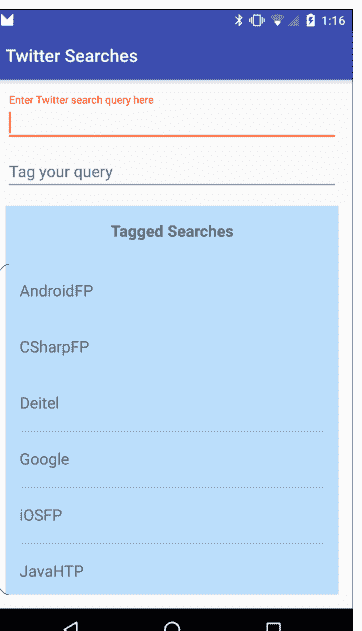 1:16
Twitter Searches
Enter Twitter search query here
Tag your query
Tagged Searches
AndroidFP
CSharpFP
Deitel
Google
iOSFP
JavaHTP